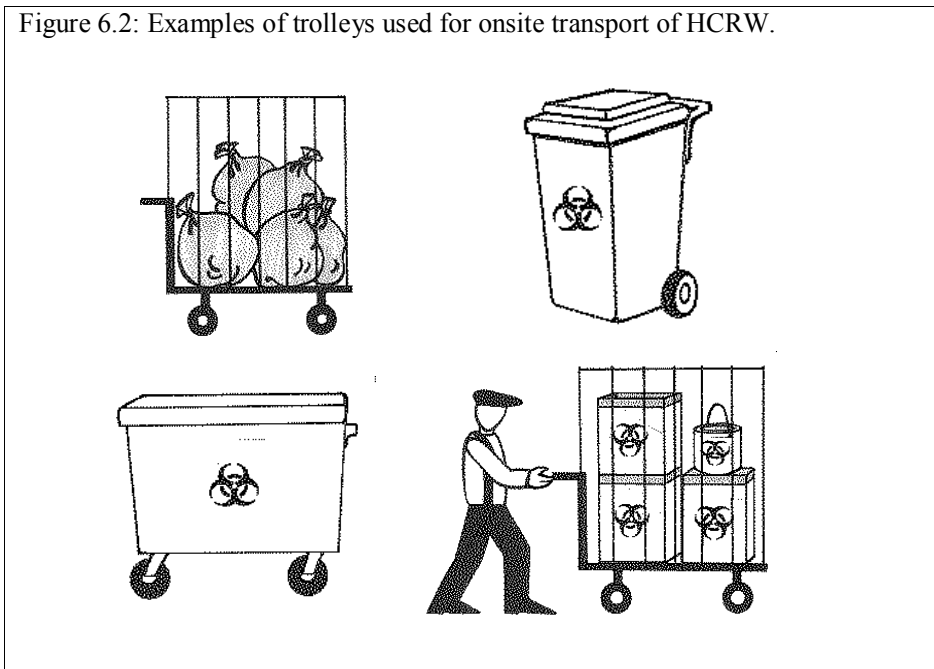 Figure 6.2: Examples of trolleys used for onsite transport of HCRW.